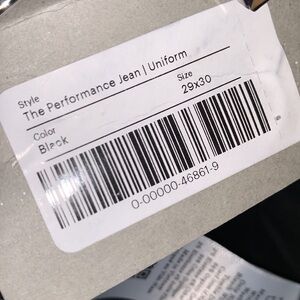 Style
The Performance Jean | Uniform
Color
Size
Black
29x30
0-00000-46861-9